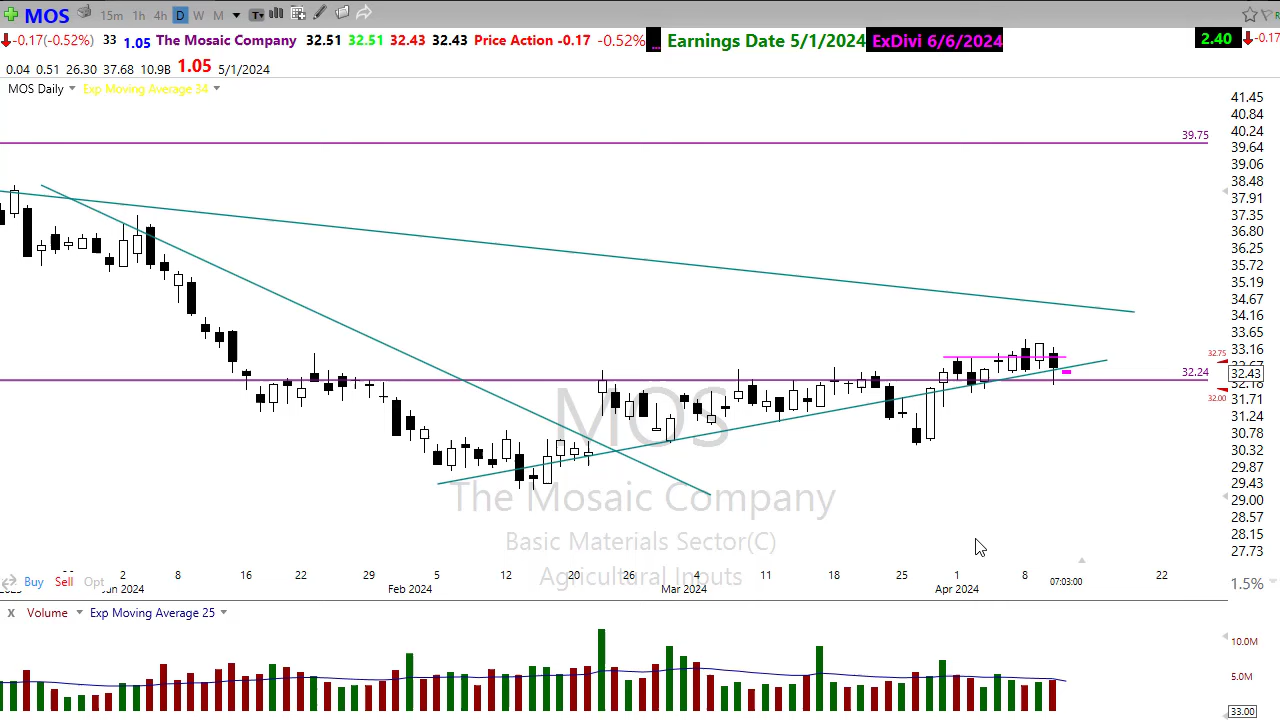 MOS 15m 1h 4h D W M T
-0.17(-0.52%) 33 1.05 The Mosaic Company 32.51 32.51 32.43 32.43 Price Action -0.17 -0.52% ... Earnings Date 5/1/2024 ExDivi 6/6/2024 2.40 -0.17
0.04 0.51 26.30 37.68 10.9B 1.05 5/1/2024
MOS Daily Exp Moving Average 34
41.45
40.84
40.24
39.75
39.64
39.06
38.48
37.91
37.35
36.80
36.25
35.72
35.19
34.67
34.16
33.65
33.16
32.75
32.24
32.43
32.00
31.71
31.24
30.78
30.32
29.87
29.43
29.00
28.57
28.15
27.73
MOS
The Mosaic Company
Basic Materials Sector(C)
Agricultural Inputs
2 8 16 22 29 5 12 20 26 4 11 18 25 1 8 07:03:00 22
Buy Sell Opt 1.5%
2024 Feb 2024 Mar 2024 Apr 2024
X Volume Exp Moving Average 25
10.0M
5.0M
33.00